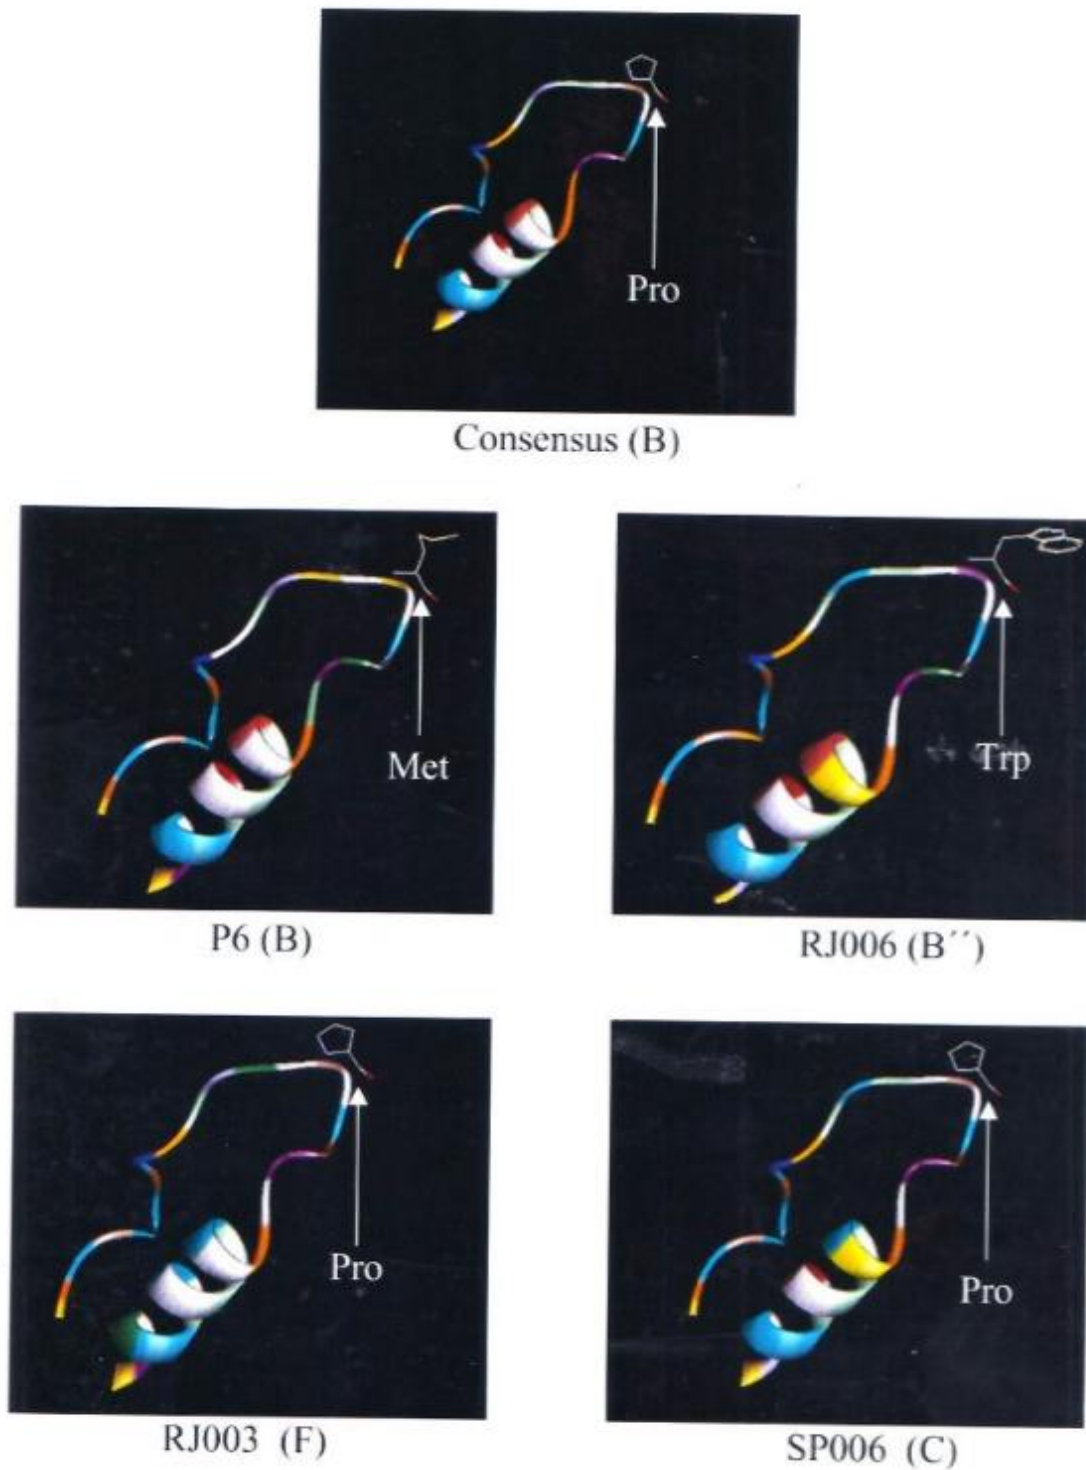 Pro
Consensus (B)
Met
P6 (B)
Trp
RJ006 (B´´)
Pro
RJ003 (F)
Pro
SP006 (C)